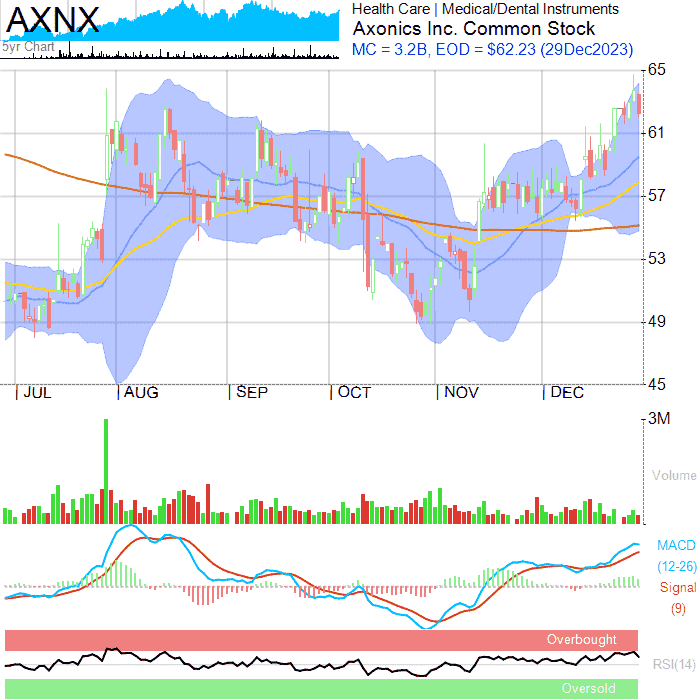 AXNX
5yr Chart
Health Care | Medical/Dental Instruments
Axonics Inc. Common Stock
MC = 3.2B, EOD = $62.23 (29Dec2023)
65
61
57
53
49
45
JUL AUG SEP OCT NOV DEC
3M
Volume
MACD
(12-26)
Signal
(9)
Overbought
RSI(14)
Oversold